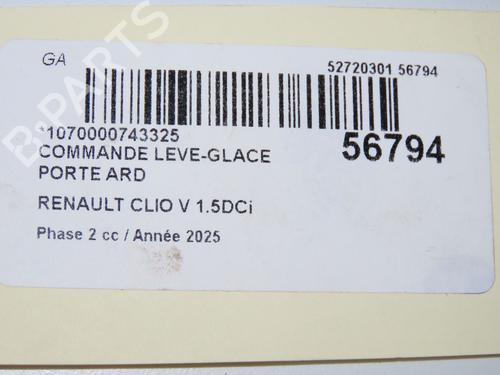 GA
52720301 56794
*1070000743325
56794
COMMANDE LEVE-GLACE
PORTE ARD
RENAULT CLIO V 1.5DCi
Phase 2 cc / Année 2025
B-PARTS